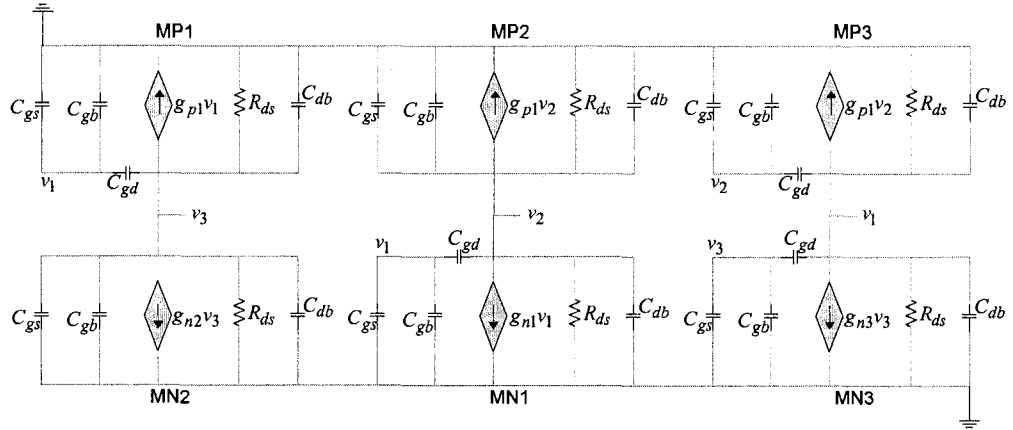 MP1 MP2 MP3
C_gs C_gb g_p1v_1 R_ds C_db C_gs C_gb g_p1v_2 R_ds C_db C_gs C_gb g_p1v_2 R_ds C_db
v_1 C_gd v_2 C_gd
v_3 v_2 v_1
v_1 C_gd v_3 C_gd
C_gs C_gb g_n2v_3 R_ds C_db C_gs C_gb g_n1v_1 R_ds C_db C_gs C_gb g_n3v_3 R_ds C_db
MN2 MN1 MN3